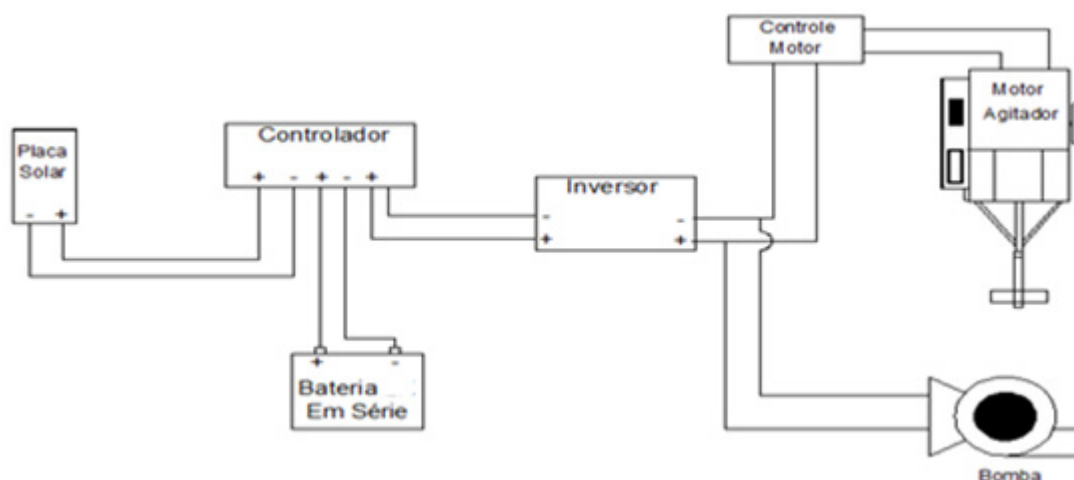 Controle
Motor
Motor
Agitador
Controlador
+ - + - +
Placa
Solar
- +
Inversor
- -
+ +
+ -
Bateria
Em Série
Bomba